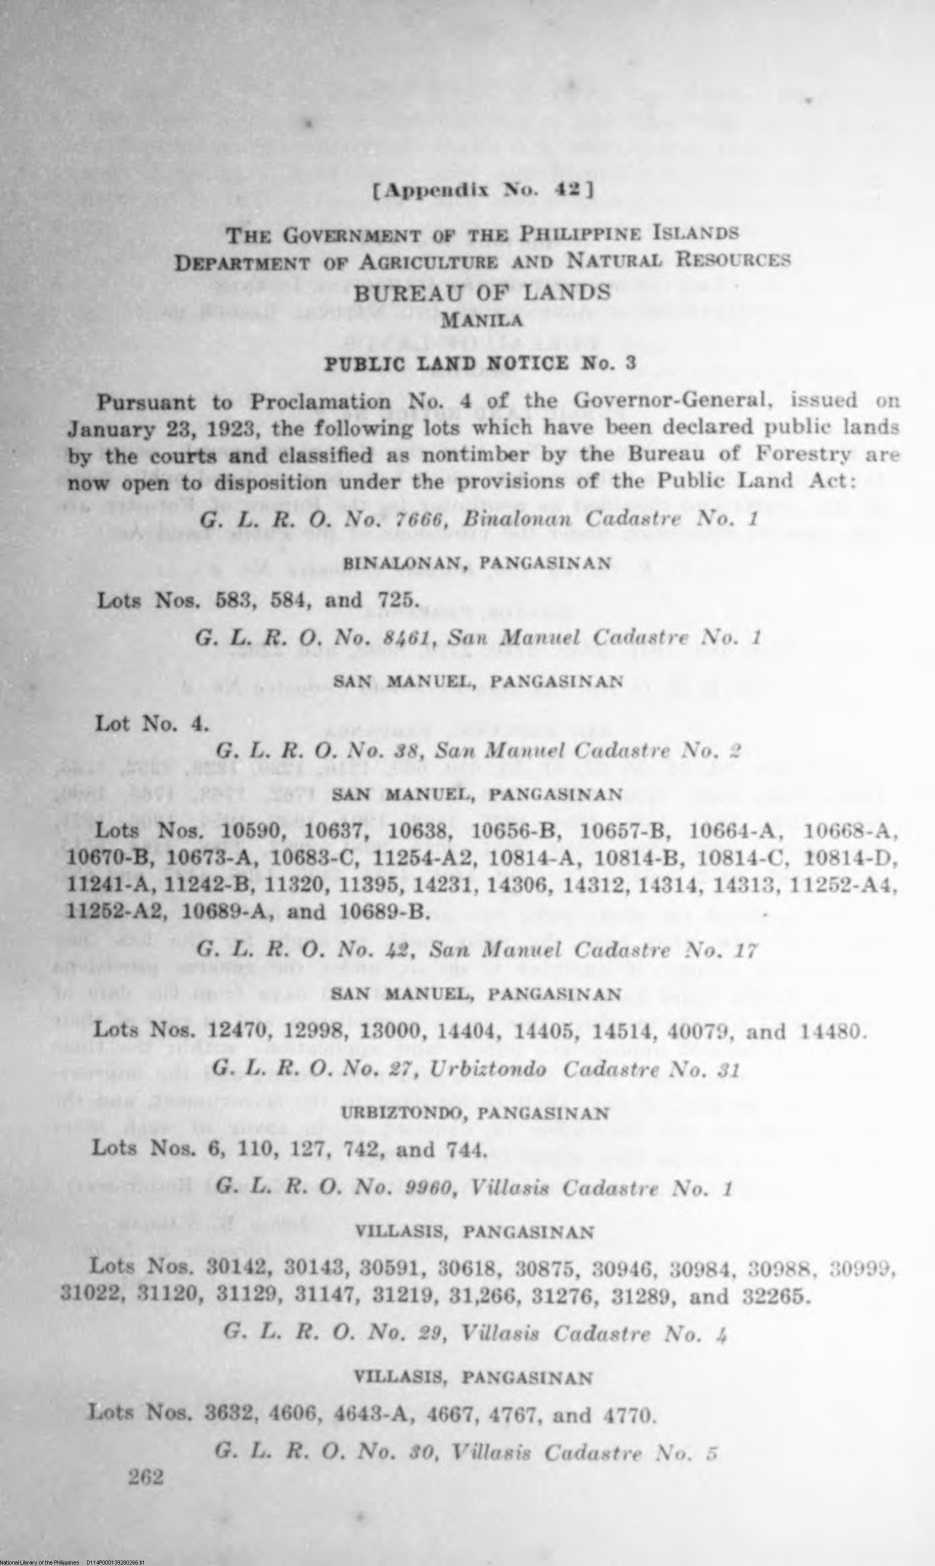 [Appendix No. 42]
THE GOVERNMENT OF THE PHILIPPINE ISLANDS
DEPARTMENT OF AGRICULTURE AND NATURAL RESOURCES
BUREAU OF LANDS
MANILA
PUBLIC LAND NOTICE No. 3
Pursuant to Proclamation No. 4 of the Governor-General, issued on
January 23, 1923, the following lots which have been declared public lands
by the courts and classified as nontimber by the Bureau of Forestry are
now open to disposition under the provisions of the Public Land Act:
G. L. R. O. No. 7666, Binalonan Cadastre No. 1
BINALONAN, PANGASINAN
Lots Nos. 583, 584, and 725.
G. L. R. O. No. 8461, San Manuel Cadastre No. 1
SAN MANUEL, PANGASINAN
Lot No. 4.
G. L. R. O. No. 38, San Manuel Cadastre No. 2
SAN MANUEL, PANGASINAN
Lots Nos. 10590, 10637, 10638, 10656-B, 10657-B, 10664-A, 10668-A,
10670-B, 10673-A, 10683-C, 11254-A2, 10814-A, 10814-B, 10814-C, 10814-D,
11241-A, 11242-B, 11320, 11395, 14231, 14306, 14312, 14314, 14313, 11252-A4,
11252-A2, 10689-A, and 10689-B.
G. L. R. O. No. 42, San Manuel Cadastre No. 17
SAN MANUEL, PANGASINAN
Lots Nos. 12470, 12998, 13000, 14404, 14405, 14514, 40079, and 14480.
G. L. R. O. No. 27, Urbiztondo Cadastre No. 31
URBIZTONDO, PANGASINAN
Lots Nos. 6, 110, 127, 742, and 744.
G. L. R. O. No. 9960, Villasis Cadastre No. 1
VILLASIS, PANGASINAN
Lots Nos. 30142, 30143, 30591, 30618, 30875, 30946, 30984, 30988, 30999,
31022, 31120, 31129, 31147, 31219, 31,266, 31276, 31289, and 32265.
G. L. R. O. No. 29, Villasis Cadastre No. 4
VILLASIS, PANGASINAN
Lots Nos. 3632, 4606, 4643-A, 4667, 4767, and 4770.
G. L. R. O. No. 30, Villasis Cadastre No. 5
262
National Library of the Philippines